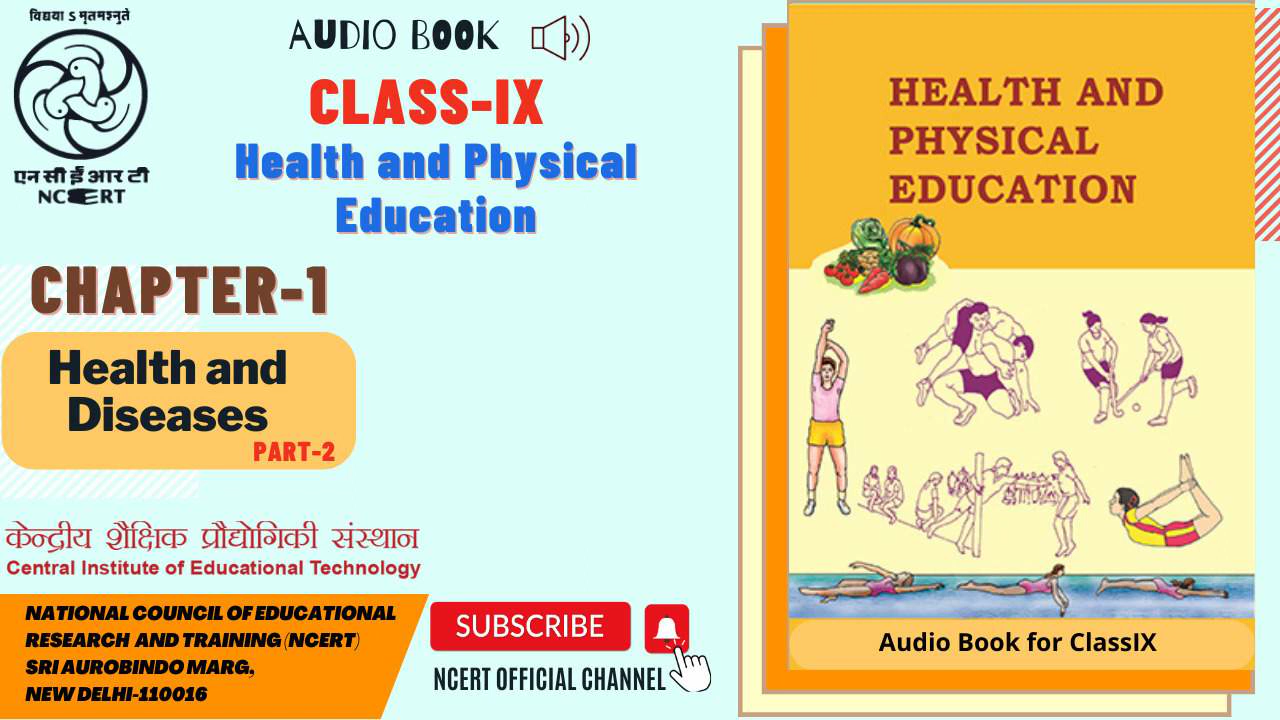 विद्यया ऽ मृतमश्नुते
एन सी ई आर टी
NCERT
AUDIO BOOK
CLASS-IX
Health and Physical
Education
CHAPTER-1
Health and
Diseases
PART-2
केन्द्रीय शैक्षिक प्रौद्योगिकी संस्थान
Central Institute of Educational Technology
NATIONAL COUNCIL OF EDUCATIONAL
RESEARCH AND TRAINING (NCERT)
SRI AUROBINDO MARG,
NEW DELHI-110016
SUBSCRIBE
NCERT OFFICIAL CHANNEL
HEALTH AND
PHYSICAL
EDUCATION
Audio Book for ClassIX